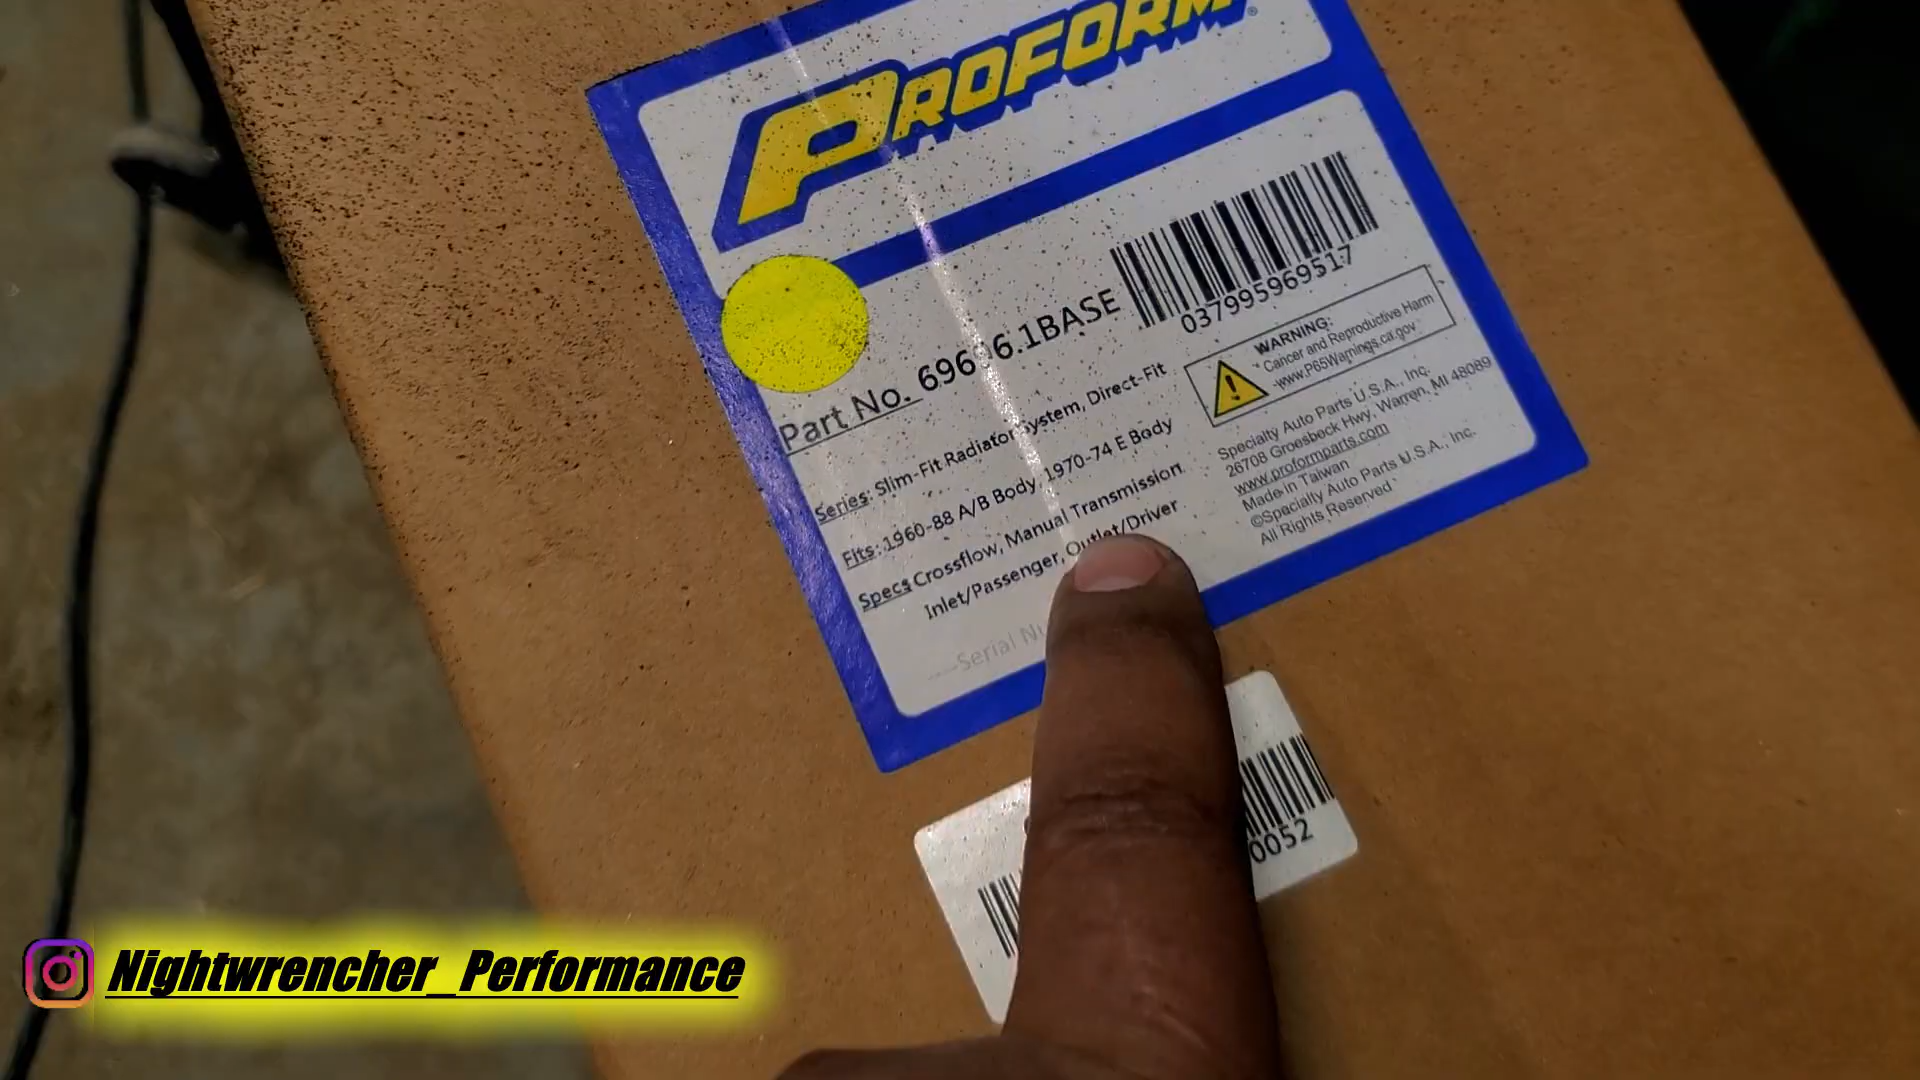 PROFORM®
Part No. 69696.1BASE
037995969517
WARNING:
Cancer and Reproductive Harm
-www.P65Warnings.ca.gov
Series: Slim-Fit Radiator System, Direct-Fit
Fits: 1960-88 A/B Body, 1970-74 E Body
Specs Crossflow, Manual Transmission
Inlet/Passenger, Outlet/Driver
Serial
Specialty Auto Parts U.S.A., Inc.
26708 Groesbeck Hwy, Warren, MI 48089
www.proformparts.com
Made in Taiwan
©Specialty Auto Parts U.S.A., Inc.
All Rights Reserved
0052
Nightwrencher_Performance